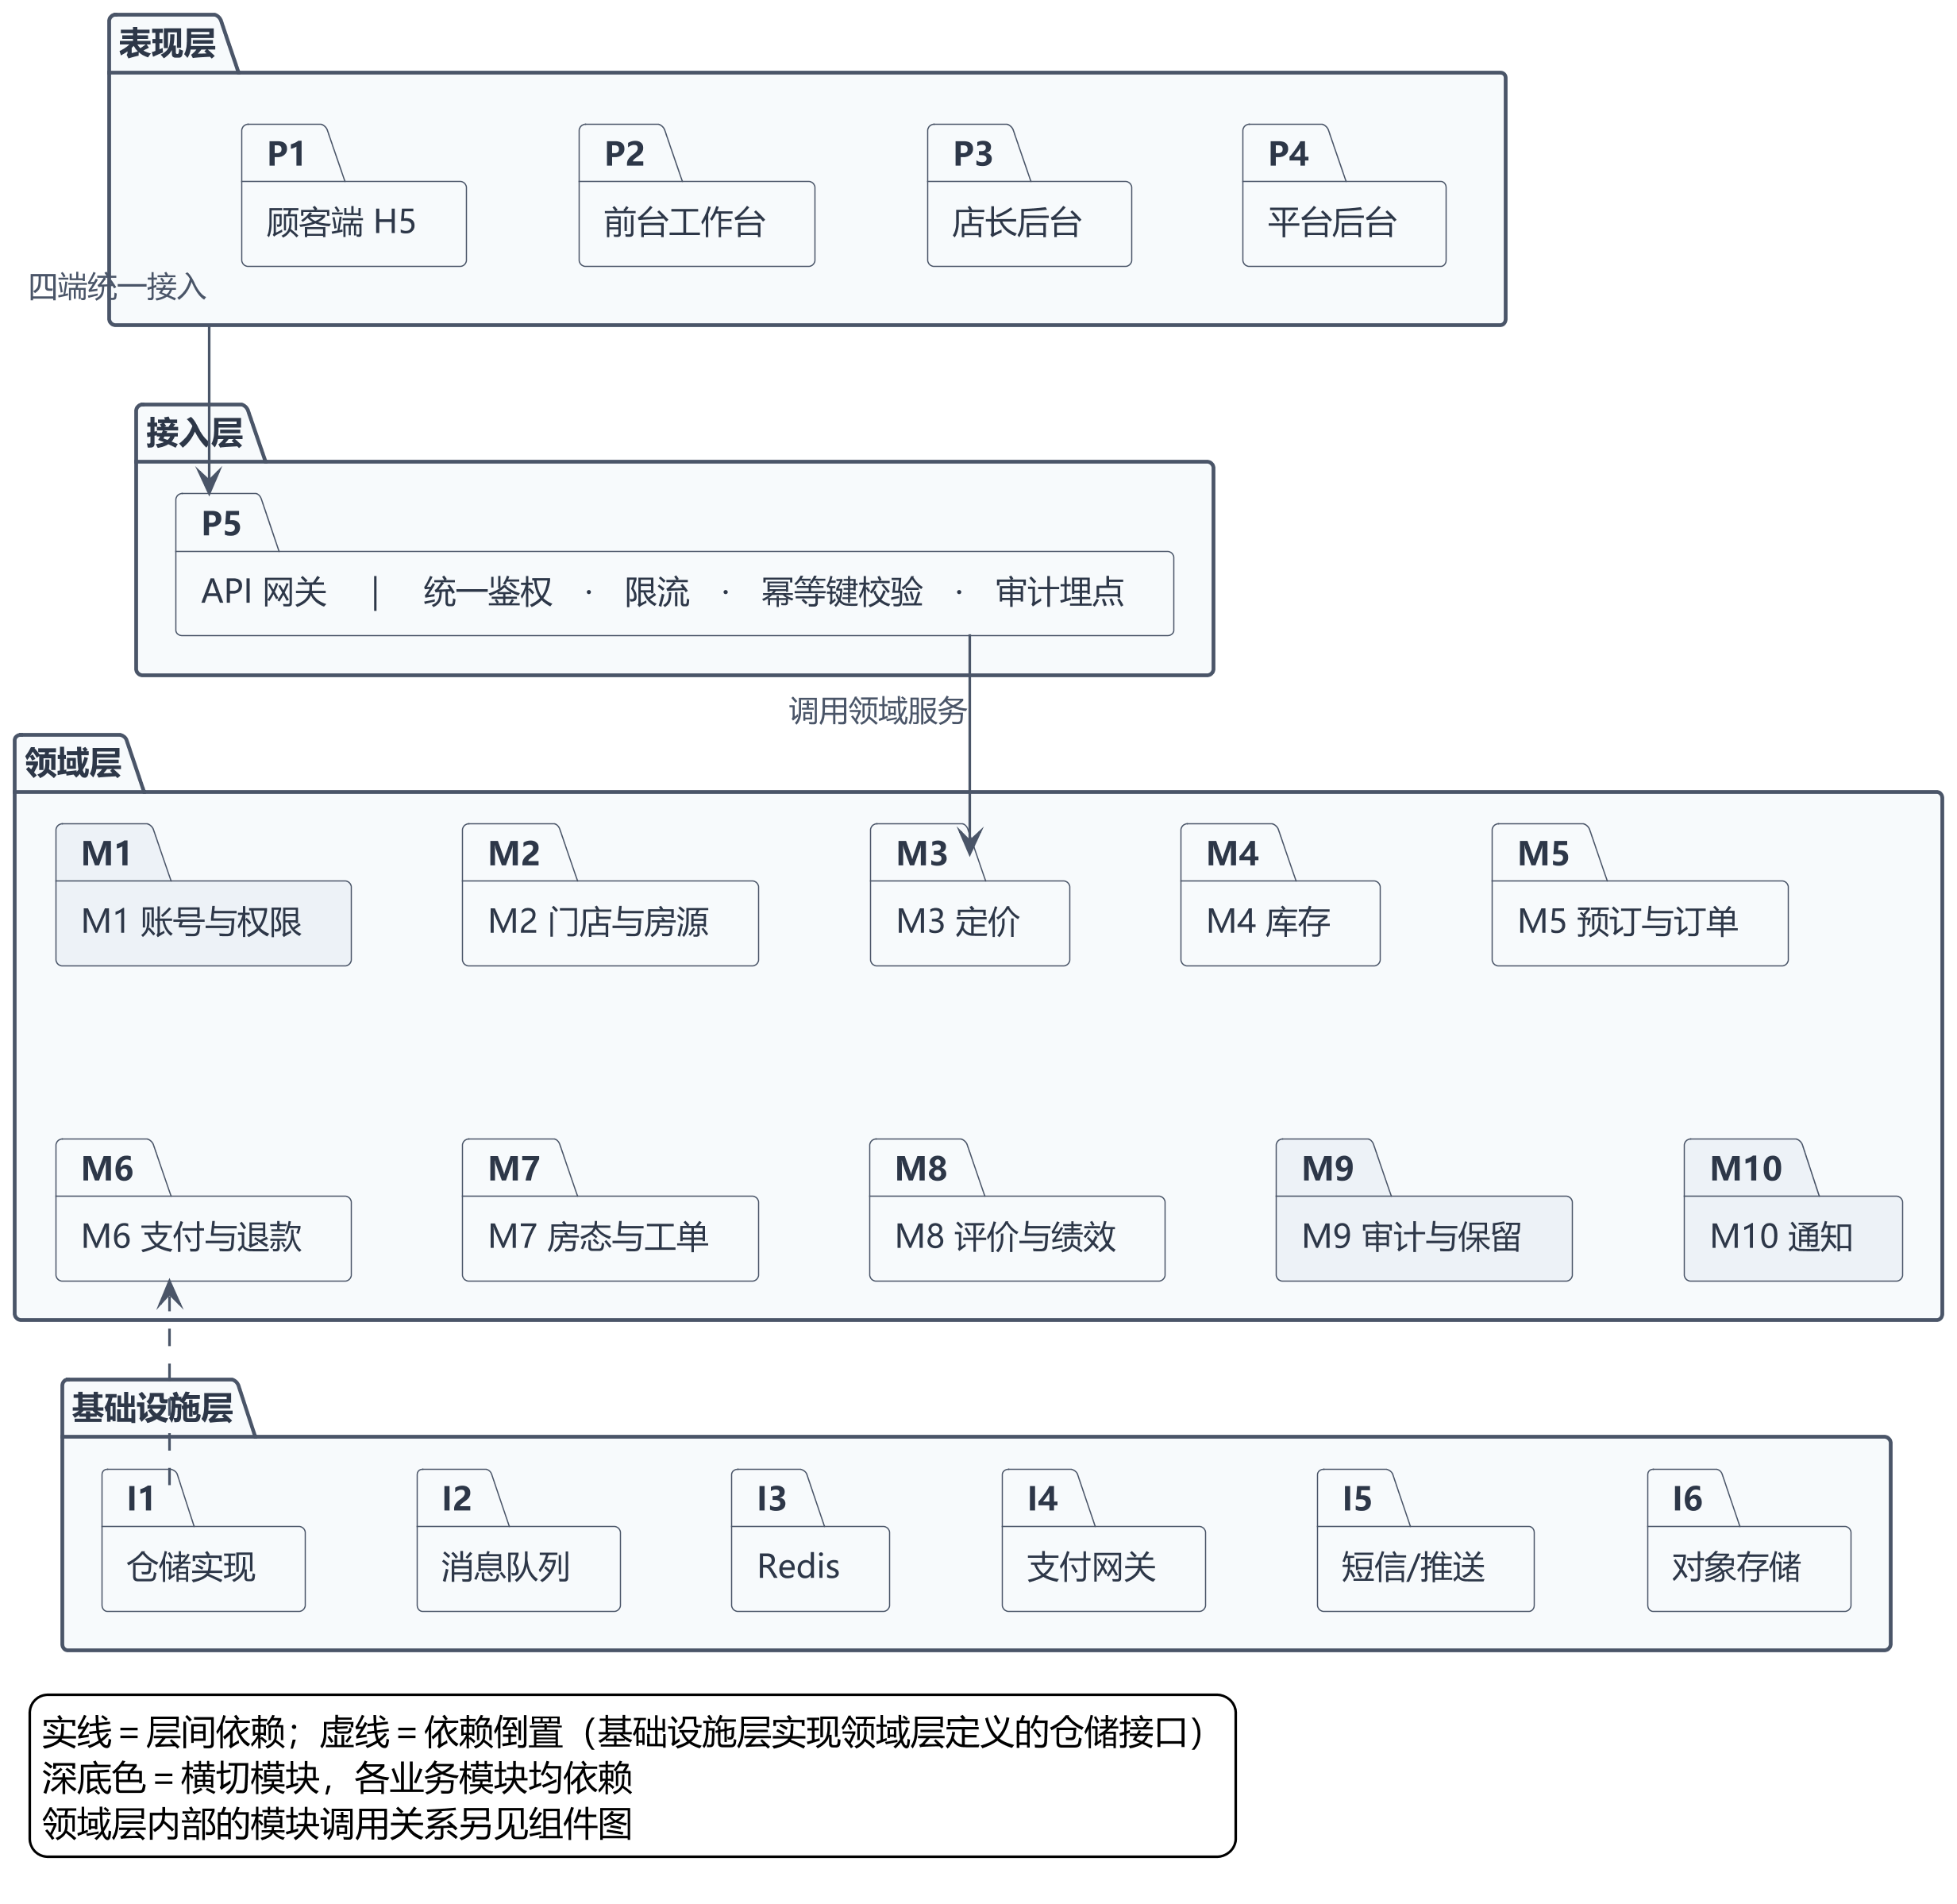 表现层
P1
顾客端 H5
P2
前台工作台
P3
店长后台
P4
平台后台
四端统一接入
接入层
P5
API 网关 | 统一鉴权 · 限流 · 幂等键校验 · 审计埋点
调用领域服务
领域层
M1
M1 账号与权限
M2
M2 门店与房源
M3
M3 定价
M4
M4 库存
M5
M5 预订与订单
M6
M6 支付与退款
M7
M7 房态与工单
M8
M8 评价与绩效
M9
M9 审计与保留
M10
M10 通知
基础设施层
I1
仓储实现
I2
消息队列
I3
Redis
I4
支付网关
I5
短信/推送
I6
对象存储
实线＝层间依赖；虚线＝依赖倒置（基础设施层实现领域层定义的仓储接口）
深底色＝横切模块，各业务模块均依赖
领域层内部的模块调用关系另见组件图